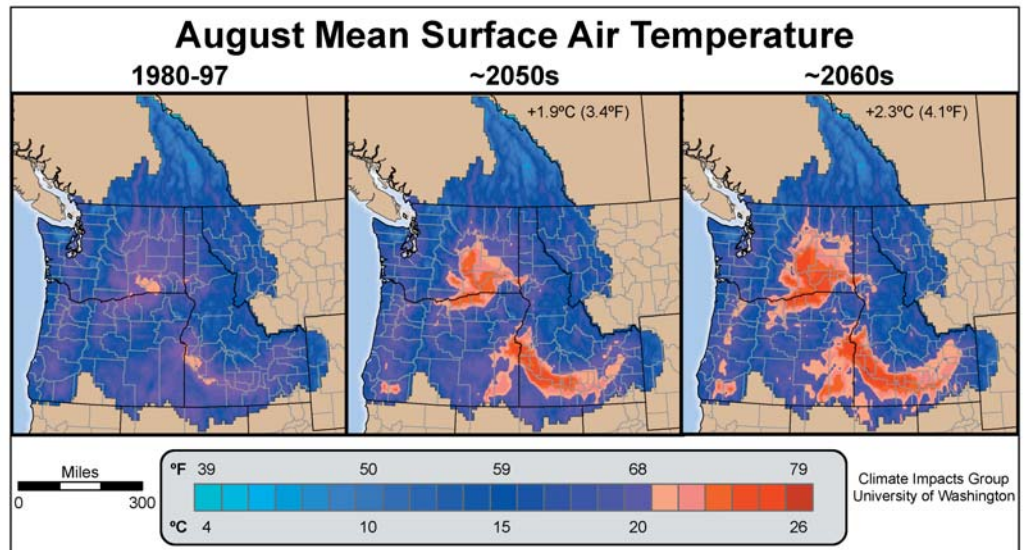 August Mean Surface Air Temperature
1980-97
~2050s
~2060s
+1.9ºC (3.4ºF)
+2.3ºC (4.1ºF)
Miles
0 300
ºF 39 50 59 68 79
ºC 4 10 15 20 26
Climate Impacts Group
University of Washington